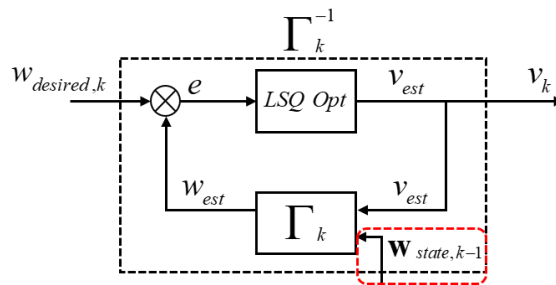 Γ_k^{-1}
w_{desired,k}
e
LSQ Opt
v_{est}
v_k
w_{est}
v_{est}
Γ_k
𝐰_{state,k−1}